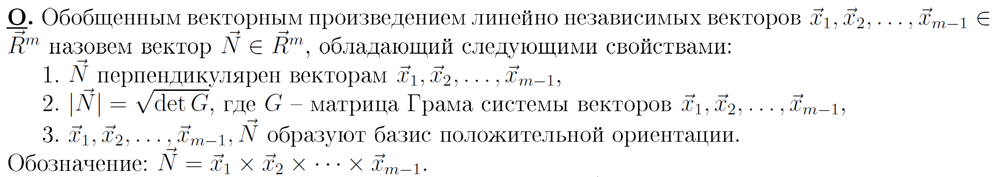 О. Обобщенным векторным произведением линейно независимых векторов $\vec{x}_1, \vec{x}_2, \ldots, \vec{x}_{m-1} \in$
$\vec{R}^m$ назовем вектор $\vec{N} \in \vec{R}^m$, обладающий следующими свойствами:
1. $\vec{N}$ перпендикулярен векторам $\vec{x}_1, \vec{x}_2, \ldots, \vec{x}_{m-1}$,
2. $|\vec{N}| = \sqrt{\det G}$, где $G$ – матрица Грама системы векторов $\vec{x}_1, \vec{x}_2, \ldots, \vec{x}_{m-1}$,
3. $\vec{x}_1, \vec{x}_2, \ldots, \vec{x}_{m-1}, \vec{N}$ образуют базис положительной ориентации.
Обозначение: $\vec{N} = \vec{x}_1 \times \vec{x}_2 \times \cdots \times \vec{x}_{m-1}$.